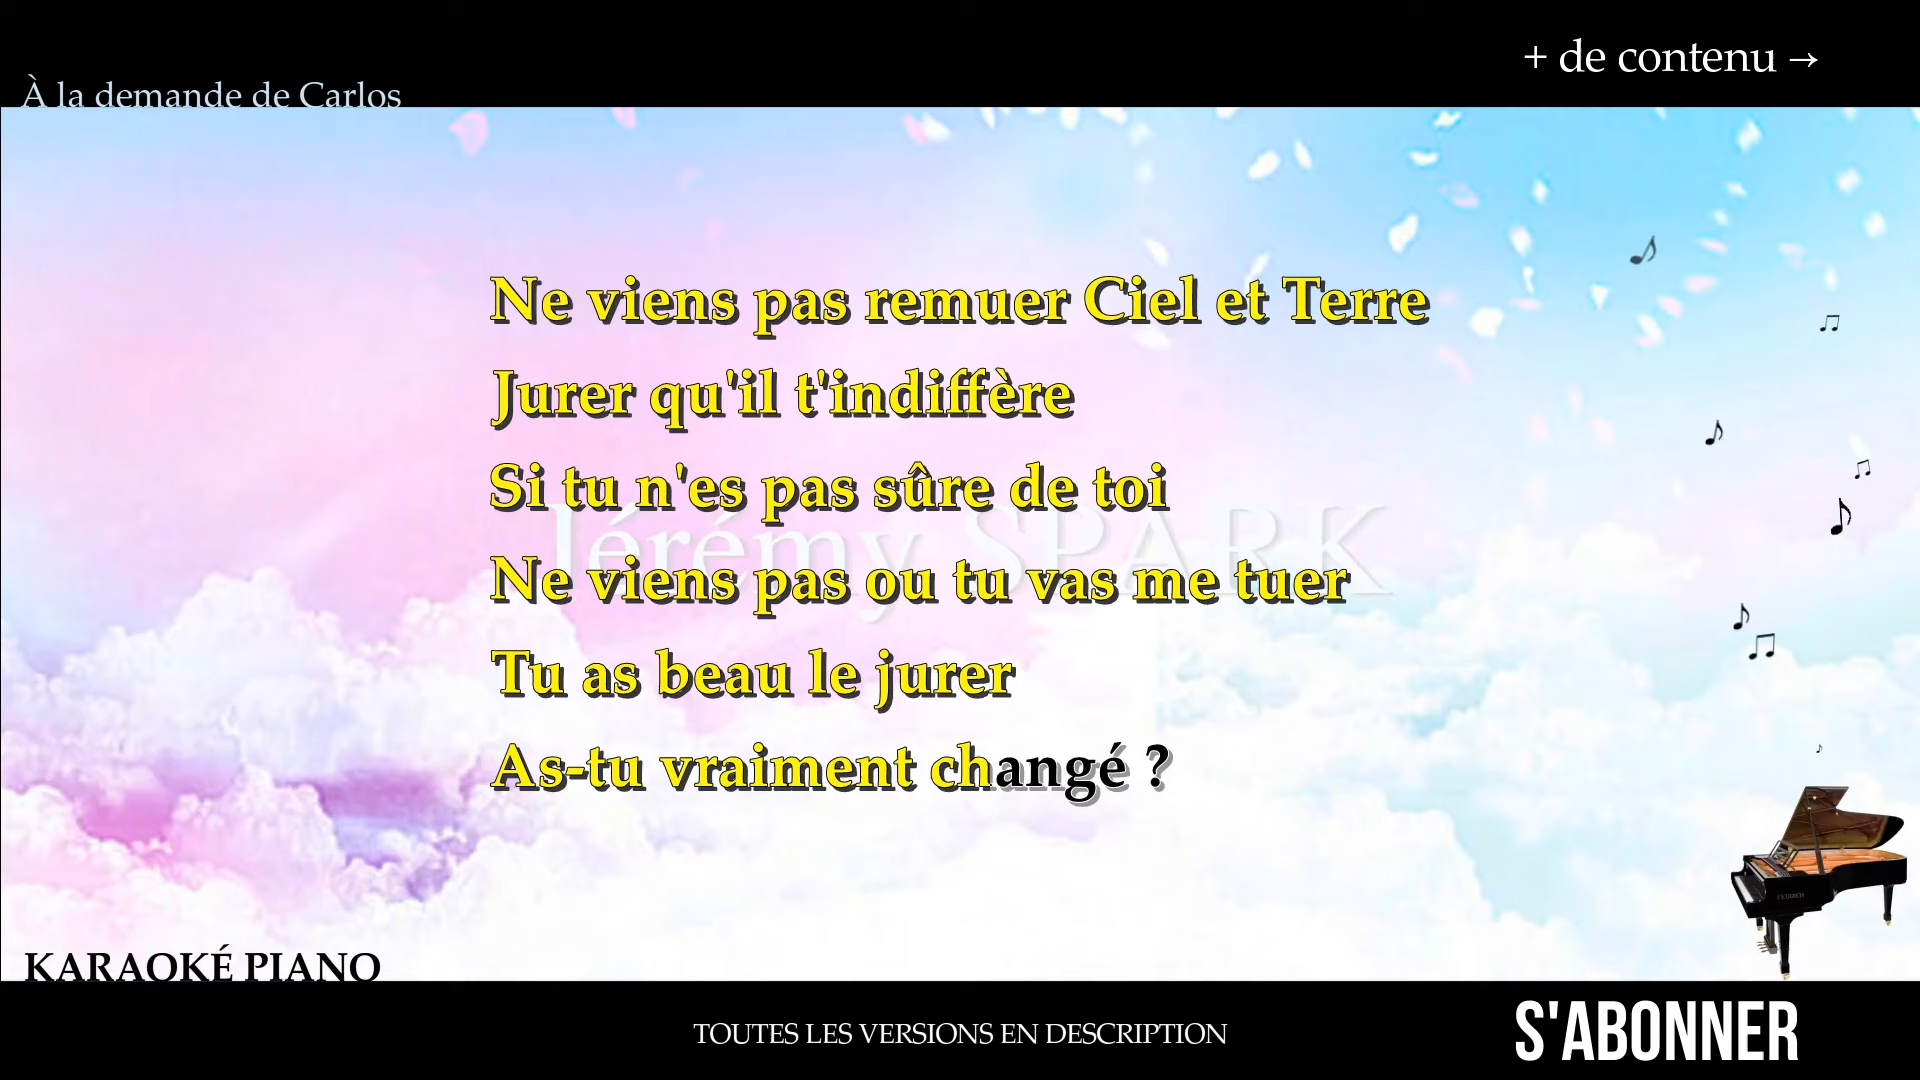 + de contenu →
À la demande de Carlos
Ne viens pas remuer Ciel et Terre
Jurer qu'il t'indiffère
Si tu n'es pas sûre de toi
Jérémy SPARK
Ne viens pas ou tu vas me tuer
Tu as beau le jurer
As-tu vraiment changé ?
FEURICH
KARAOKÉ PIANO
TOUTES LES VERSIONS EN DESCRIPTION
S'ABONNER